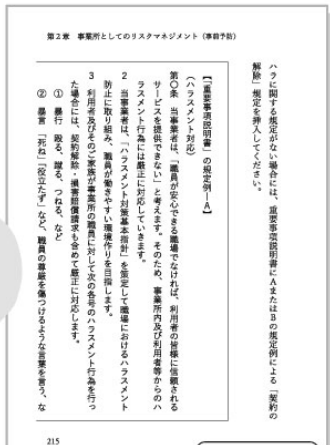 第2章　事業所としてのリスクマネジメント（事前予防）
ハラに関する規定がない場合には、重要事項説明書にAまたはBの規定例による「契約の
解除」規定を挿入してください。
【「重要事項説明書」の規定例―A】
（ハラスメント対応）
第○条　当事業者は、「職員が安心できる職場でなければ、利用者の皆様に信頼される
サービスを提供できない」と考えます。そのため、事業所内及び利用者等からのハ
ラスメント行為には厳正に対応していきます。
2　当事業者は、「ハラスメント対策基本指針」を策定して職場におけるハラスメント
防止に取り組み、職員が働きやすい環境作りを目指します。
3　利用者及びそのご家族が事業所の職員に対して次の各号のハラスメント行為を行っ
た場合には、契約解除・損害賠償請求も含めて厳正に対応します。
①　暴行　殴る、蹴る、つねる、など
②　暴言　「死ね」「役立たず」など、職員の尊厳を傷つけるような言葉を言う、な
215